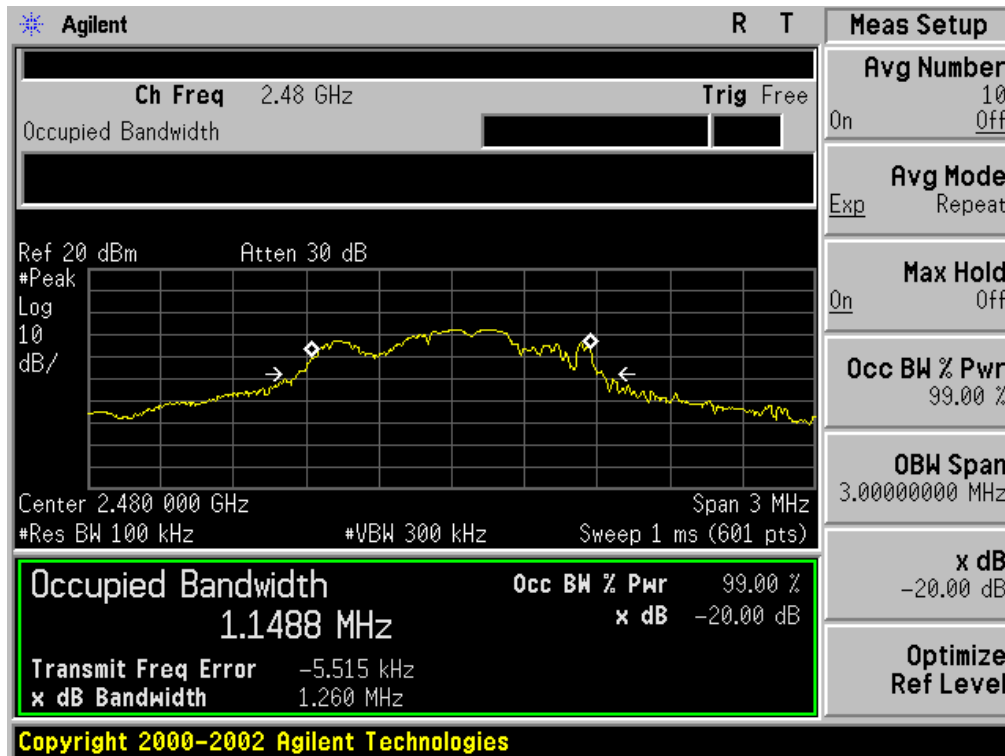 Agilent R T
Ch Freq 2.48 GHz Trig Free
Occupied Bandwidth
Ref 20 dBm Atten 30 dB
#Peak
Log
10
dB/
Center 2.480 000 GHz Span 3 MHz
#Res BW 100 kHz #VBW 300 kHz Sweep 1 ms (601 pts)
Occupied Bandwidth
1.1488 MHz
Occ BW % Pwr 99.00 %
x dB -20.00 dB
Transmit Freq Error -5.515 kHz
x dB Bandwidth 1.260 MHz
Copyright 2000-2002 Agilent Technologies
Meas Setup
Avg Number
10
On Off
Avg Mode
Exp Repeat
Max Hold
On Off
Occ BW % Pwr
99.00 %
OBW Span
3.00000000 MHz
x dB
-20.00 dB
Optimize
Ref Level